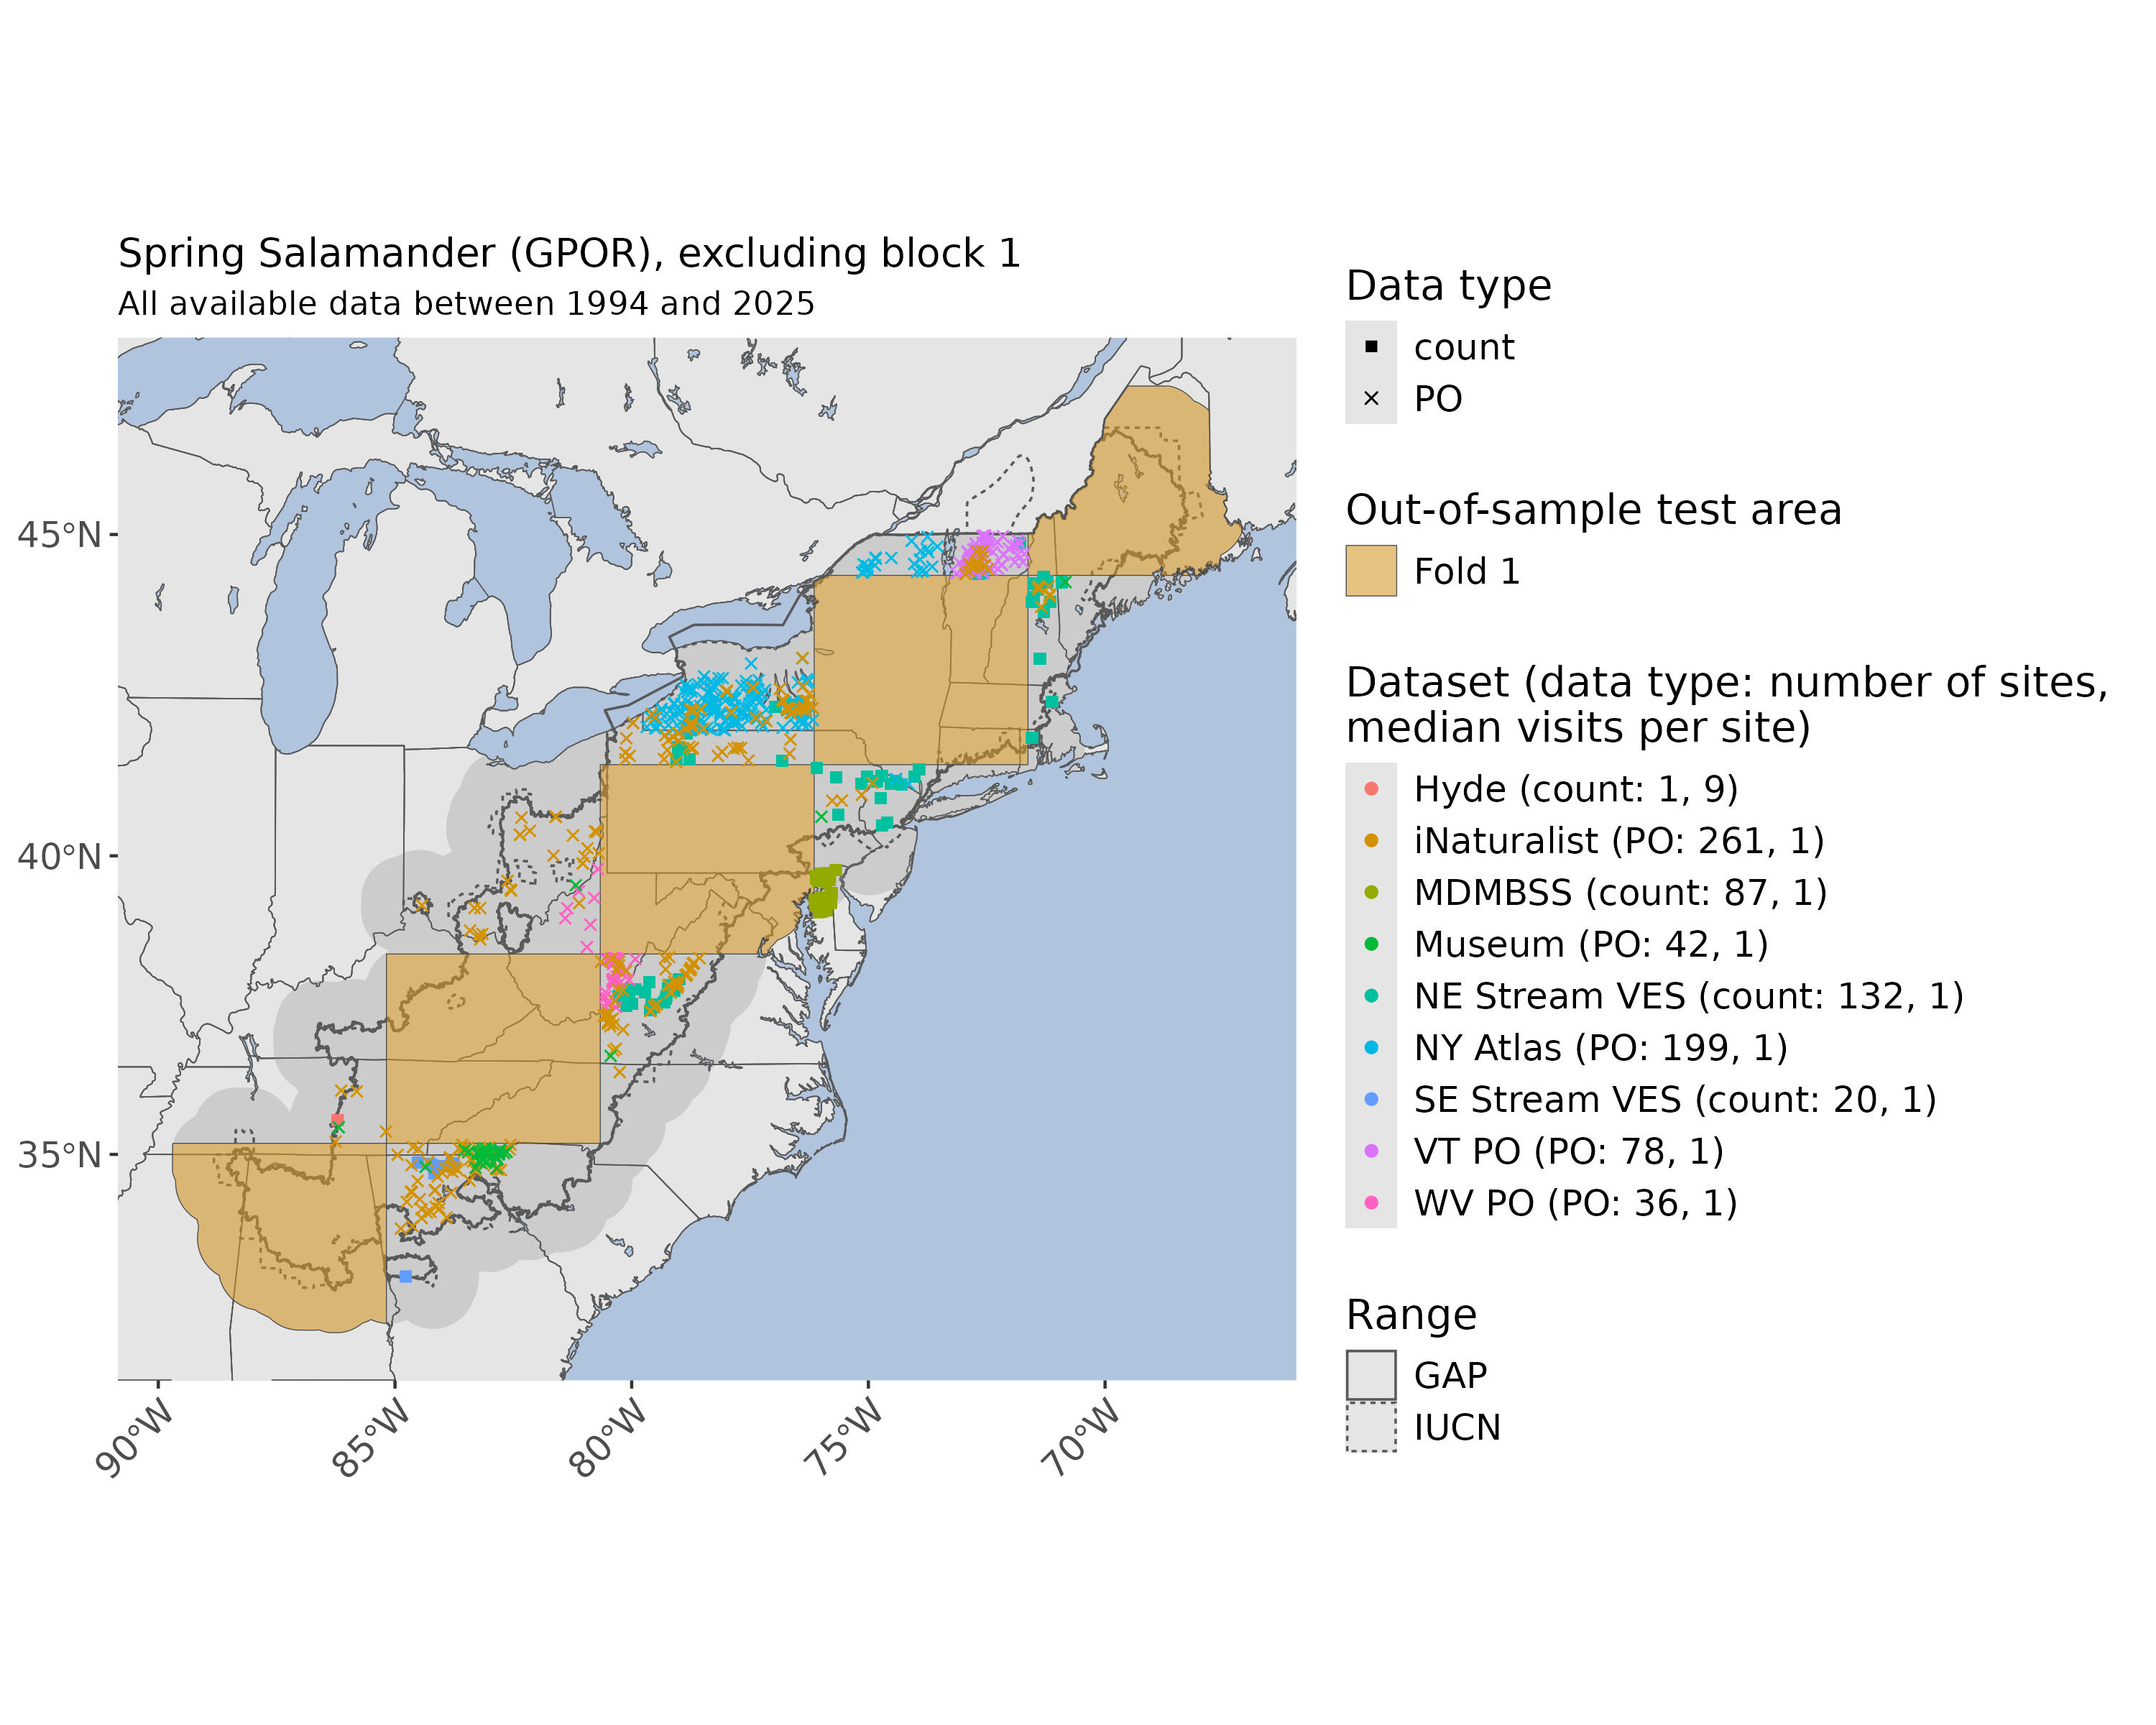 Spring Salamander (GPOR), excluding block 1
All available data between 1994 and 2025
45°N
40°N
35°N
90°W
85°W
80°W
75°W
70°W
Data type
count
PO
Out-of-sample test area
Fold 1
Dataset (data type: number of sites,
median visits per site)
Hyde (count: 1, 9)
iNaturalist (PO: 261, 1)
MDMBSS (count: 87, 1)
Museum (PO: 42, 1)
NE Stream VES (count: 132, 1)
NY Atlas (PO: 199, 1)
SE Stream VES (count: 20, 1)
VT PO (PO: 78, 1)
WV PO (PO: 36, 1)
Range
GAP
IUCN